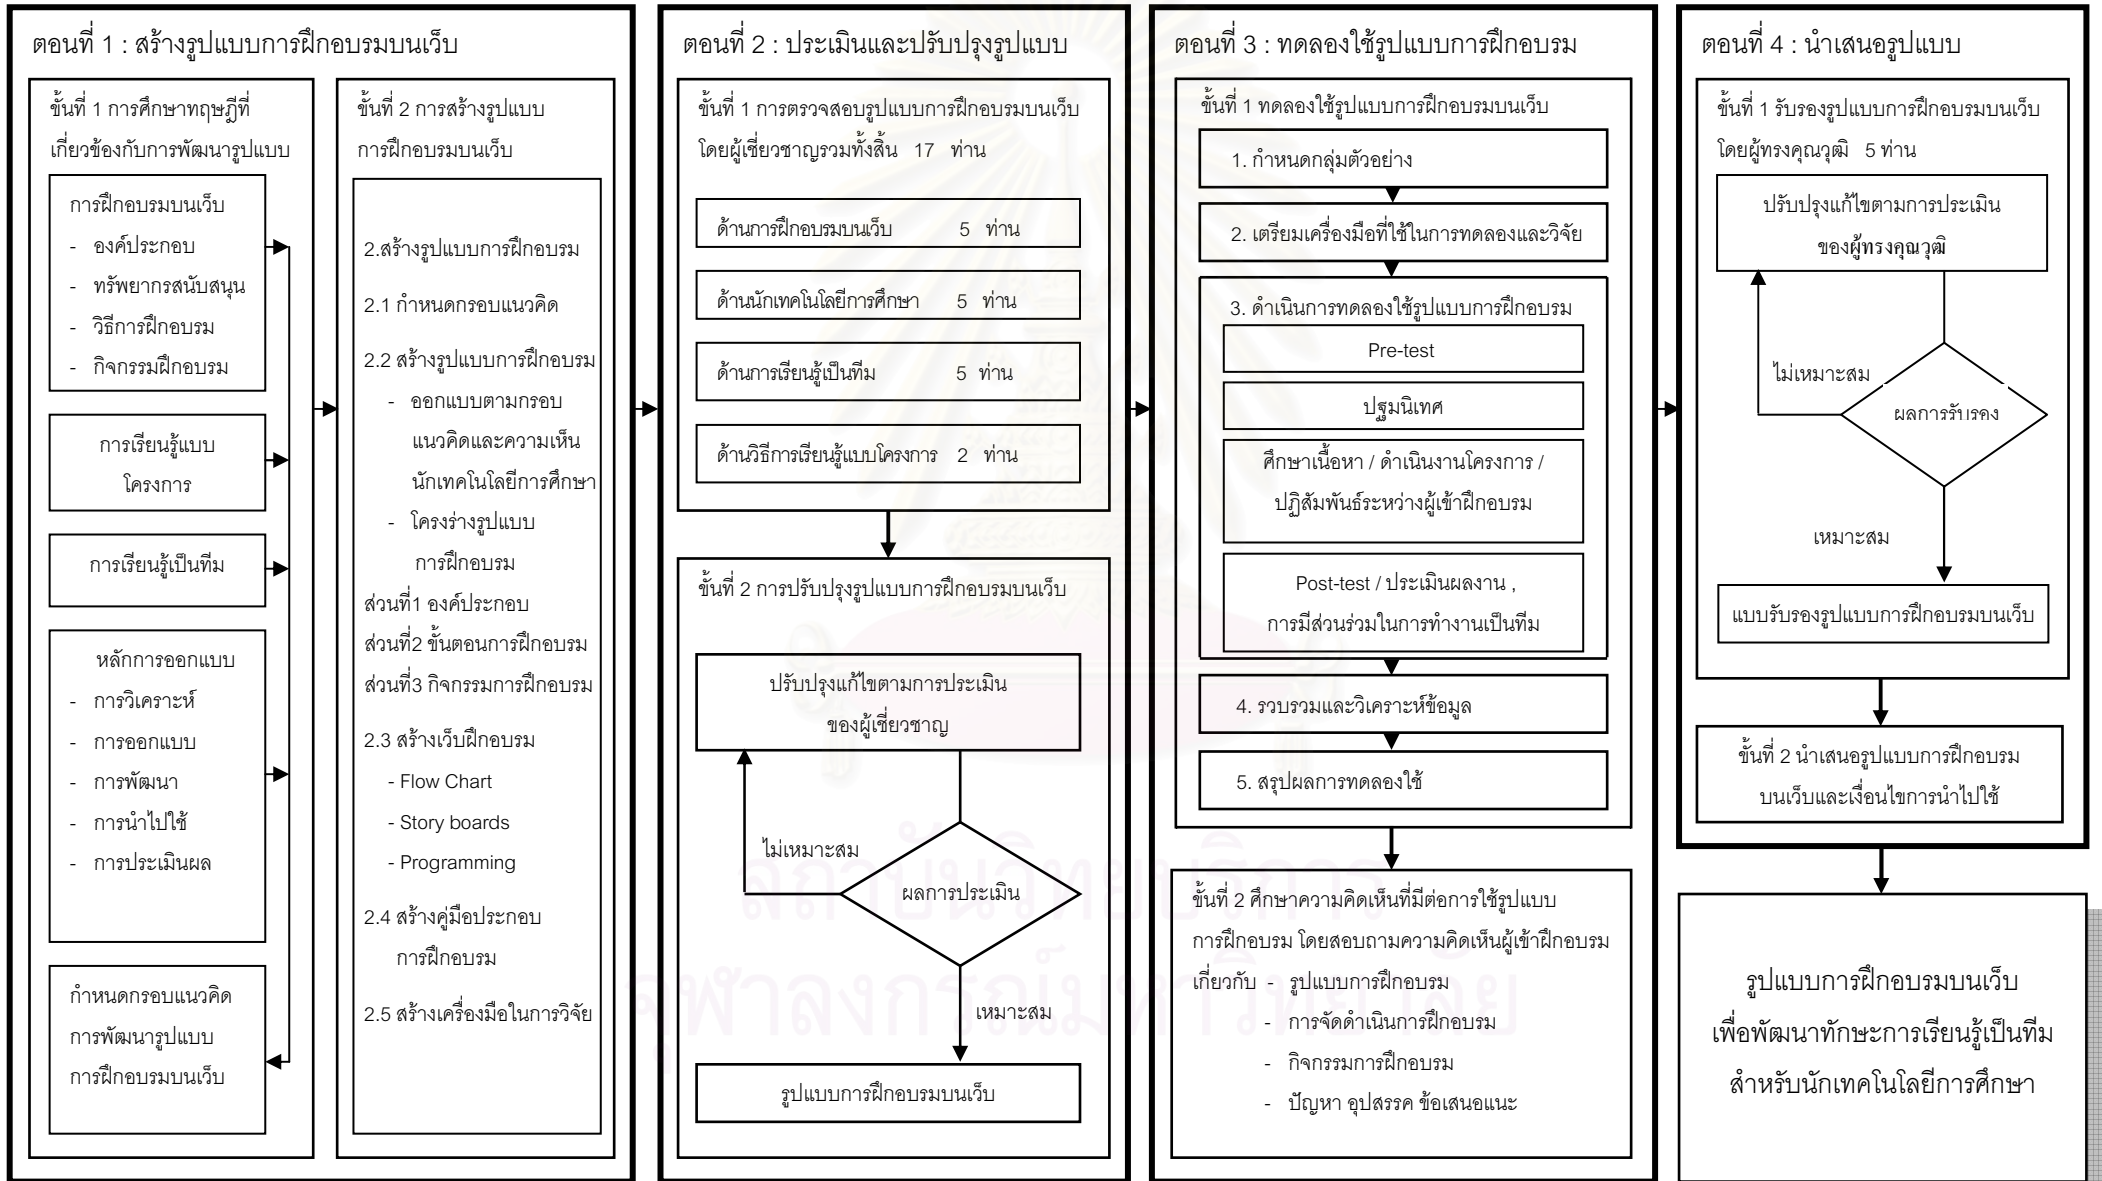 ตอนที่ 1 : สร้างรูปแบบการฝึกอบรมบนเว็บ
ขั้นที่ 1 การศึกษาทฤษฎีที่
เกี่ยวข้องกับการพัฒนารูปแบบ
การฝึกอบรมบนเว็บ
- องค์ประกอบ
- ทรัพยากรสนับสนุน
- วิธีการฝึกอบรม
- กิจกรรมฝึกอบรม
การเรียนรู้แบบ
โครงการ
การเรียนรู้เป็นทีม
หลักการออกแบบ
- การวิเคราะห์
- การออกแบบ
- การพัฒนา
- การนำไปใช้
- การประเมินผล
กำหนดกรอบแนวคิด
การพัฒนารูปแบบ
การฝึกอบรมบนเว็บ
ขั้นที่ 2 การสร้างรูปแบบ
การฝึกอบรมบนเว็บ
2.สร้างรูปแบบการฝึกอบรม
2.1 กำหนดกรอบแนวคิด
2.2 สร้างรูปแบบการฝึกอบรม
- ออกแบบตามกรอบ
แนวคิดและความเห็น
นักเทคโนโลยีการศึกษา
- โครงร่างรูปแบบ
การฝึกอบรม
ส่วนที่1 องค์ประกอบ
ส่วนที่2 ขั้นตอนการฝึกอบรม
ส่วนที่3 กิจกรรมการฝึกอบรม
2.3 สร้างเว็บฝึกอบรม
- Flow Chart
- Story boards
- Programming
2.4 สร้างคู่มือประกอบ
การฝึกอบรม
2.5 สร้างเครื่องมือในการวิจัย
ตอนที่ 2 : ประเมินและปรับปรุงรูปแบบ
ขั้นที่ 1 การตรวจสอบรูปแบบการฝึกอบรมบนเว็บ
โดยผู้เชี่ยวชาญรวมทั้งสิ้น 17 ท่าน
ด้านการฝึกอบรมบนเว็บ 5 ท่าน
ด้านนักเทคโนโลยีการศึกษา 5 ท่าน
ด้านการเรียนรู้เป็นทีม 5 ท่าน
ด้านวิธีการเรียนรู้แบบโครงการ 2 ท่าน
ขั้นที่ 2 การปรับปรุงรูปแบบการฝึกอบรมบนเว็บ
ปรับปรุงแก้ไขตามการประเมิน
ของผู้เชี่ยวชาญ
ไม่เหมาะสม
ผลการประเมิน
เหมาะสม
รูปแบบการฝึกอบรมบนเว็บ
ตอนที่ 3 : ทดลองใช้รูปแบบการฝึกอบรม
ขั้นที่ 1 ทดลองใช้รูปแบบการฝึกอบรมบนเว็บ
1. กำหนดกลุ่มตัวอย่าง
2. เตรียมเครื่องมือที่ใช้ในการทดลองและวิจัย
3. ดำเนินการทดลองใช้รูปแบบการฝึกอบรม
Pre-test
ปฐมนิเทศ
ศึกษาเนื้อหา / ดำเนินงานโครงการ /
ปฏิสัมพันธ์ระหว่างผู้เข้าฝึกอบรม
Post-test / ประเมินผลงาน ,
การมีส่วนร่วมในการทำงานเป็นทีม
4. รวบรวมและวิเคราะห์ข้อมูล
5. สรุปผลการทดลองใช้
ขั้นที่ 2 ศึกษาความคิดเห็นที่มีต่อการใช้รูปแบบ
การฝึกอบรม โดยสอบถามความคิดเห็นผู้เข้าฝึกอบรม
เกี่ยวกับ - รูปแบบการฝึกอบรม
- การจัดดำเนินการฝึกอบรม
- กิจกรรมการฝึกอบรม
- ปัญหา อุปสรรค ข้อเสนอแนะ
ตอนที่ 4 : นำเสนอรูปแบบ
ขั้นที่ 1 รับรองรูปแบบการฝึกอบรมบนเว็บ
โดยผู้ทรงคุณวุฒิ 5 ท่าน
ปรับปรุงแก้ไขตามการประเมิน
ของผู้ทรงคุณวุฒิ
ไม่เหมาะสม
ผลการรับรอง
เหมาะสม
แบบรับรองรูปแบบการฝึกอบรมบนเว็บ
ขั้นที่ 2 นำเสนอรูปแบบการฝึกอบรม
บนเว็บและเงื่อนไขการนำไปใช้
รูปแบบการฝึกอบรมบนเว็บ
เพื่อพัฒนาทักษะการเรียนรู้เป็นทีม
สำหรับนักเทคโนโลยีการศึกษา
สถาบันวิทยบริการ
จุฬาลงกรณ์มหาวิทยาลัย